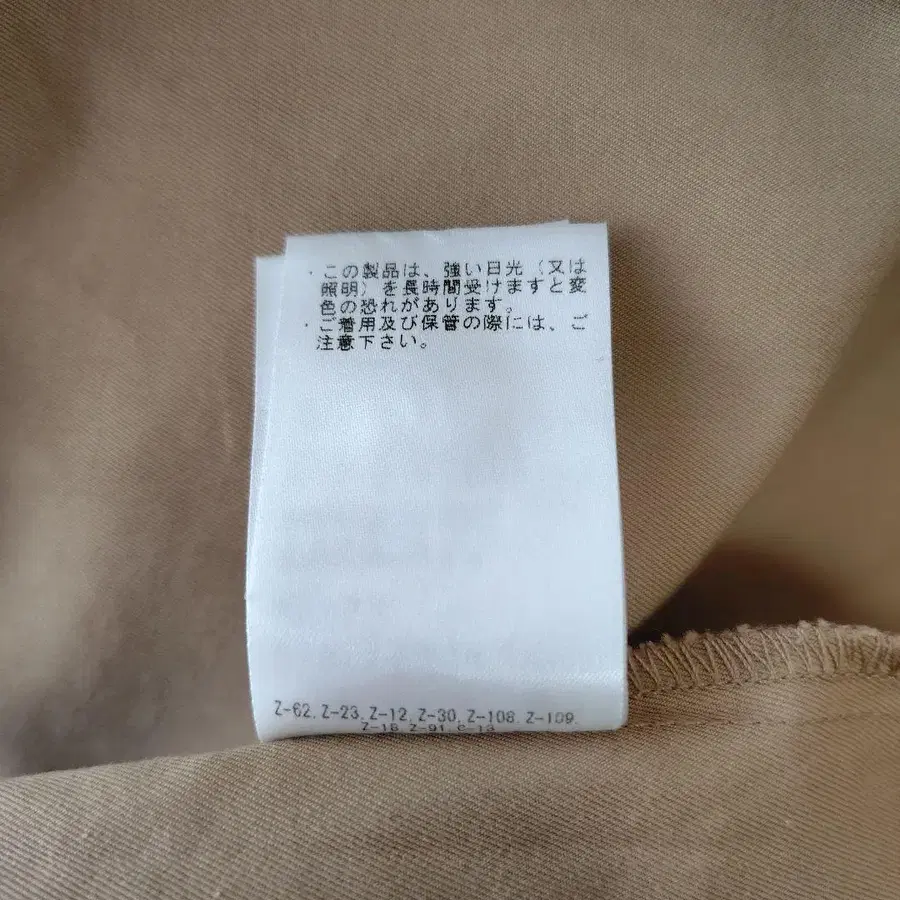 ・この製品は、強い日光（又は
照明）を長時間受けますと変
色の恐れがあります。
・ご着用及び保管の際には、ご
注意下さい。
Z-62, Z-23, Z-12, Z-30, Z-108, Z-109,
Z-18, Z-91,